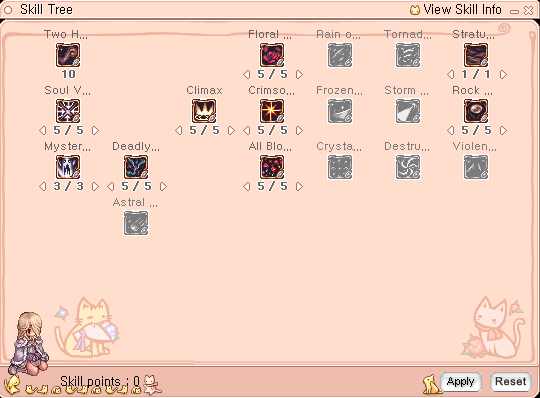 Skill Tree
View Skill Info
Two H...
Floral ...
Rain o...
Tornad...
Stratu...
10
5 / 5
1 / 1
Soul V...
Climax
Crimso...
Frozen...
Storm ...
Rock ...
5 / 5
5 / 5
5 / 5
5 / 5
Myster...
Deadly...
All Blo...
Crysta...
Destru...
Violen...
3 / 3
5 / 5
5 / 5
Astral ...
Skill points : 0
Apply
Reset